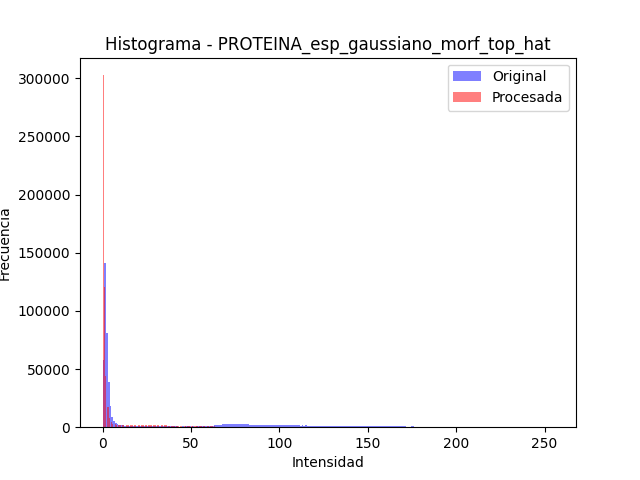 Histograma - PROTEINA_esp_gaussiano_morf_top_hat
Original
Procesada
300000
250000
200000
150000
100000
50000
0
Frecuencia
0
50
100
150
200
250
Intensidad